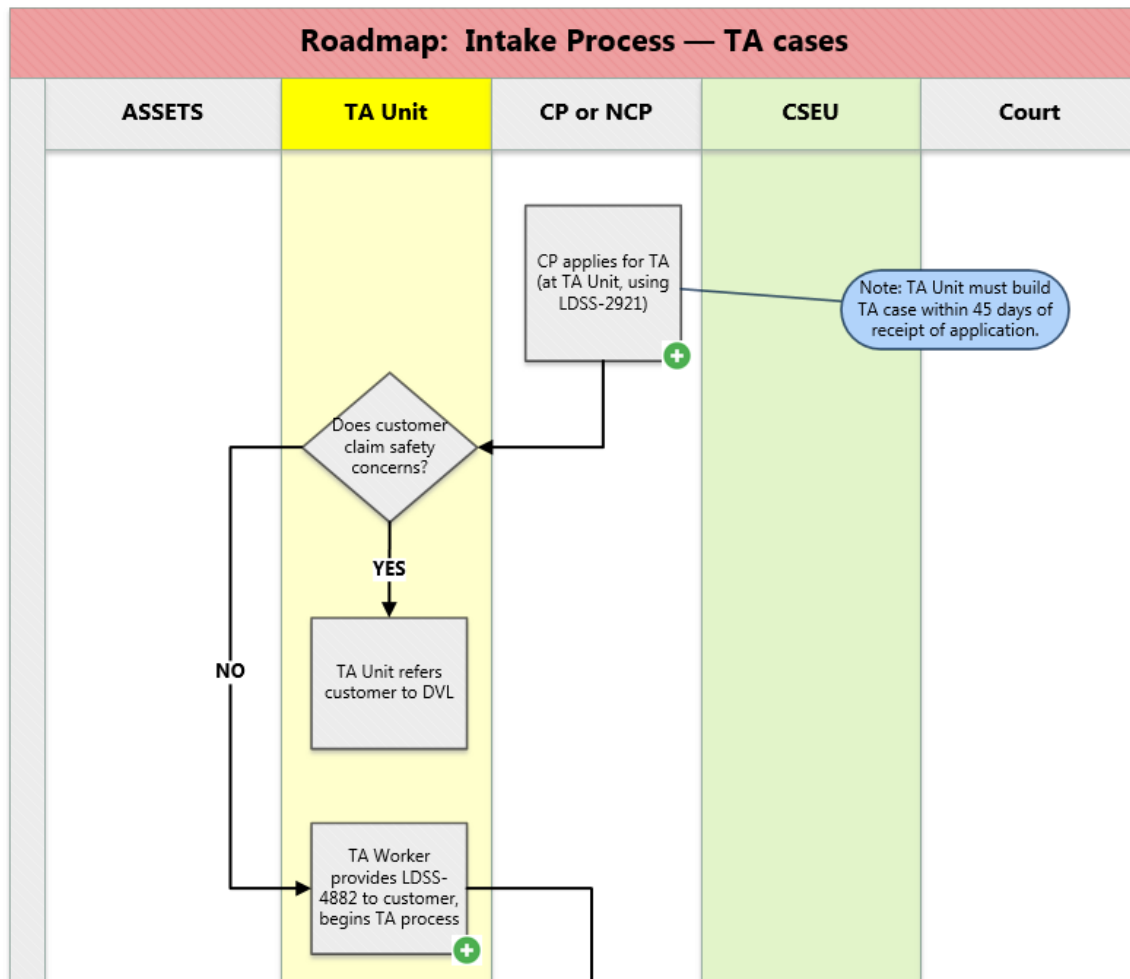 Roadmap:  Intake Process — TA cases
ASSETS
TA Unit
CP or NCP
CSEU
Court
CP applies for TA
(at TA Unit, using
LDSS-2921)
Note: TA Unit must build
TA case within 45 days of
receipt of application.
Does customer
claim safety
concerns?
YES
NO
TA Unit refers
customer to DVL
TA Worker
provides LDSS-
4882 to customer,
begins TA process